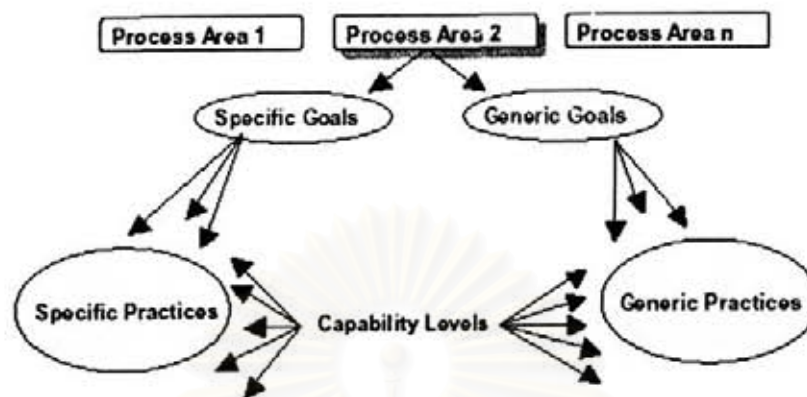 Process Area 1
Process Area 2
Process Area n
Specific Goals
Generic Goals
Specific Practices
Capability Levels
Generic Practices